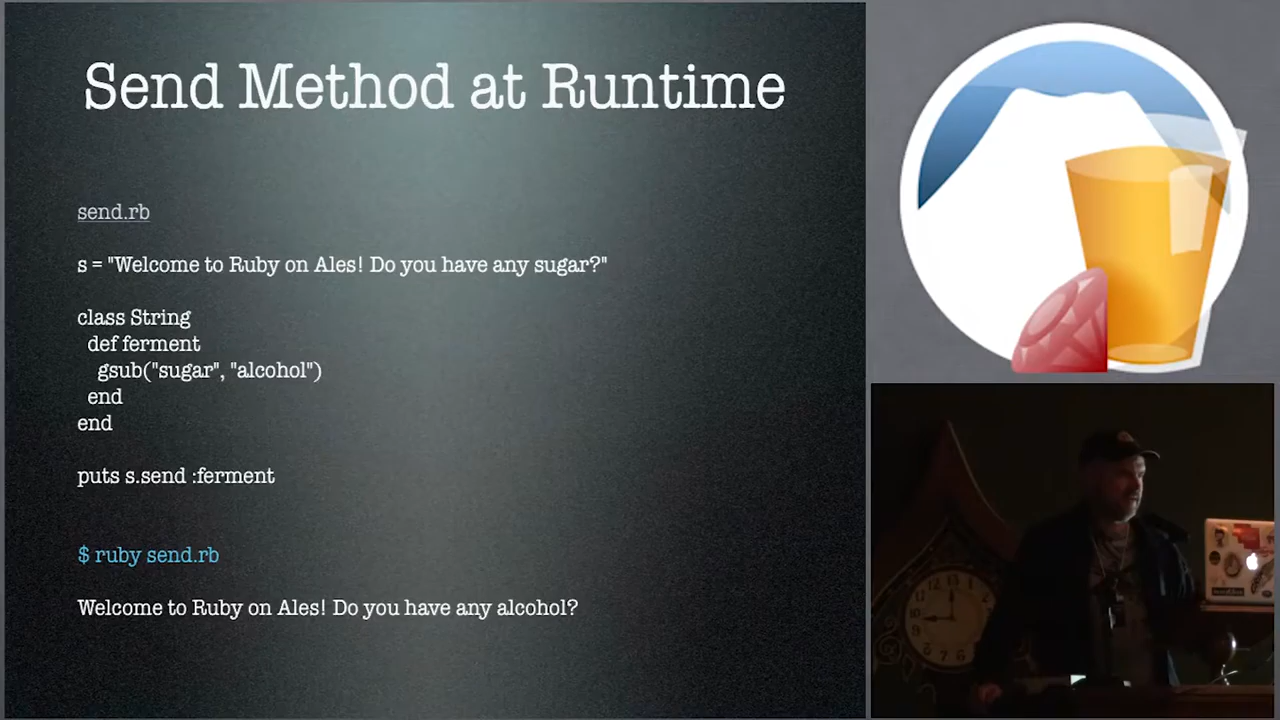 Send Method at Runtime
send.rb
s = "Welcome to Ruby on Ales! Do you have any sugar?"
class String
def ferment
gsub("sugar", "alcohol")
end
end
puts s.send :ferment
$ ruby send.rb
Welcome to Ruby on Ales! Do you have any alcohol?